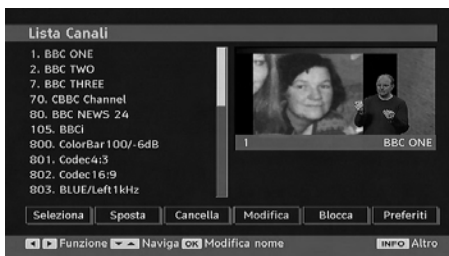 Lista Canali
1. BBC ONE
2. BBC TWO
7. BBC THREE
70. CBBC Channel
80. BBC NEWS 24
105. BBCi
800. ColorBar100/-6dB
801. Codec4:3
802. Codec16:9
803. BLUE/Left1kHz
1 BBC ONE
Seleziona Sposta Cancella Modifica Blocca Preferiti
Funzione Naviga OK Modifica nome INFO Altro